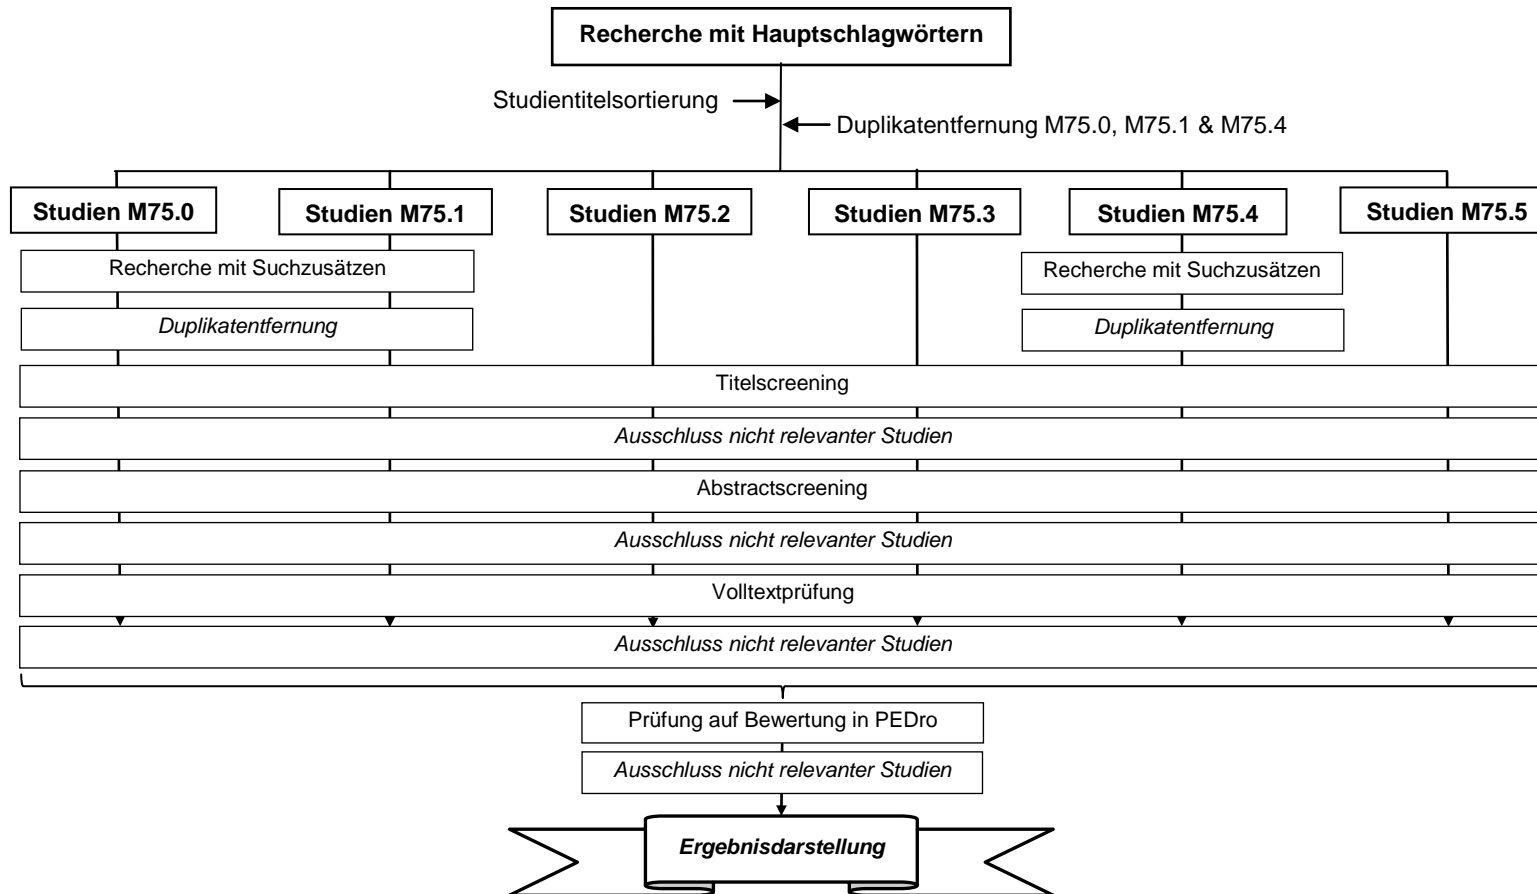 Recherche mit Hauptschlagwörtern
Studientitelsortierung
Duplikatentfernung M75.0, M75.1 & M75.4
Studien M75.0
Studien M75.1
Studien M75.2
Studien M75.3
Studien M75.4
Studien M75.5
Recherche mit Suchzusätzen
Recherche mit Suchzusätzen
Duplikatentfernung
Duplikatentfernung
Titelscreening
Ausschluss nicht relevanter Studien
Abstractscreening
Ausschluss nicht relevanter Studien
Volltextprüfung
Ausschluss nicht relevanter Studien
Prüfung auf Bewertung in PEDro
Ausschluss nicht relevanter Studien
Ergebnisdarstellung